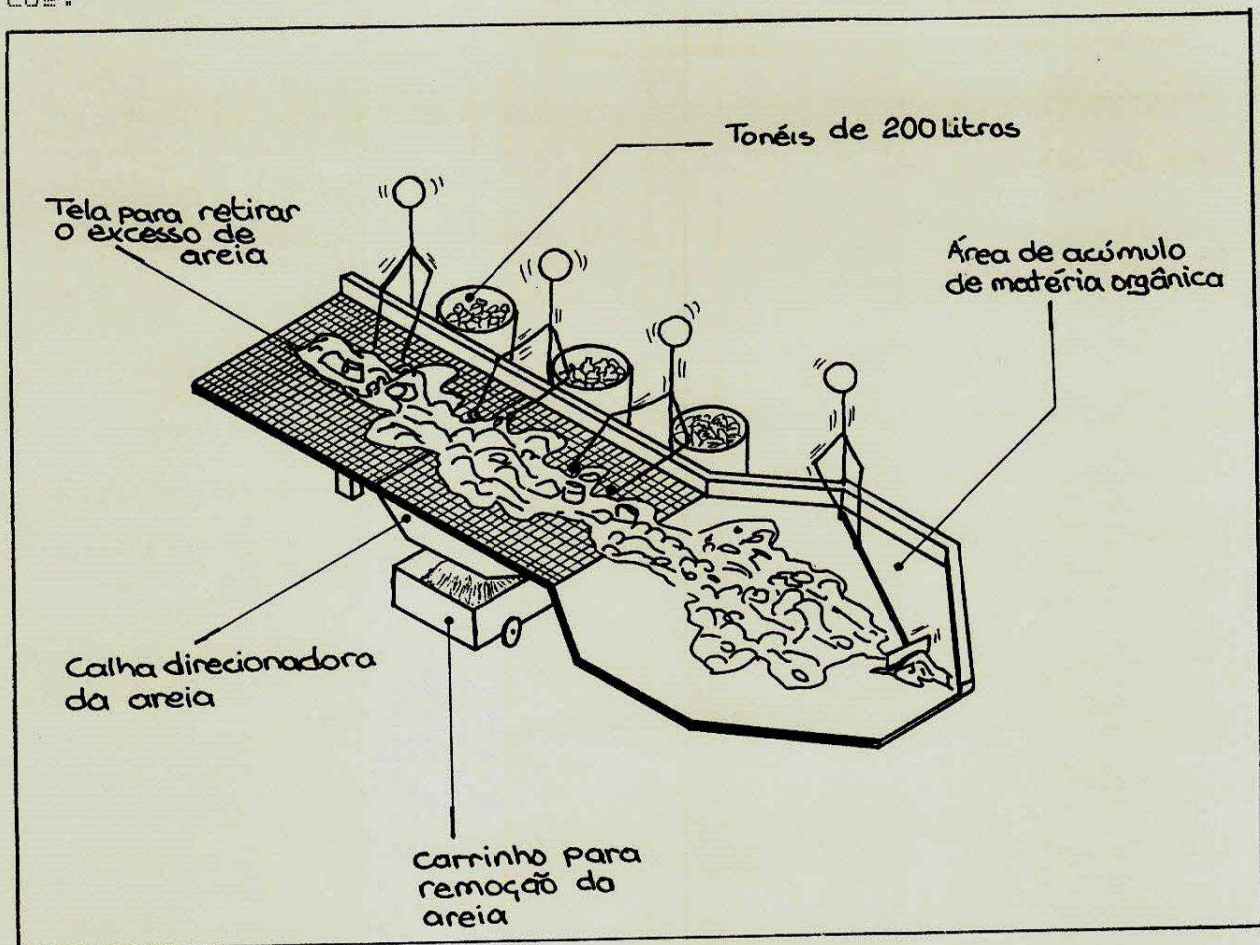 Tonéis de 200 Litros
Tela para retirar
o excesso de
areia
Área de acúmulo
de matéria orgânica
Calha direcionadora
da areia
Carrinho para
remoção da
areia